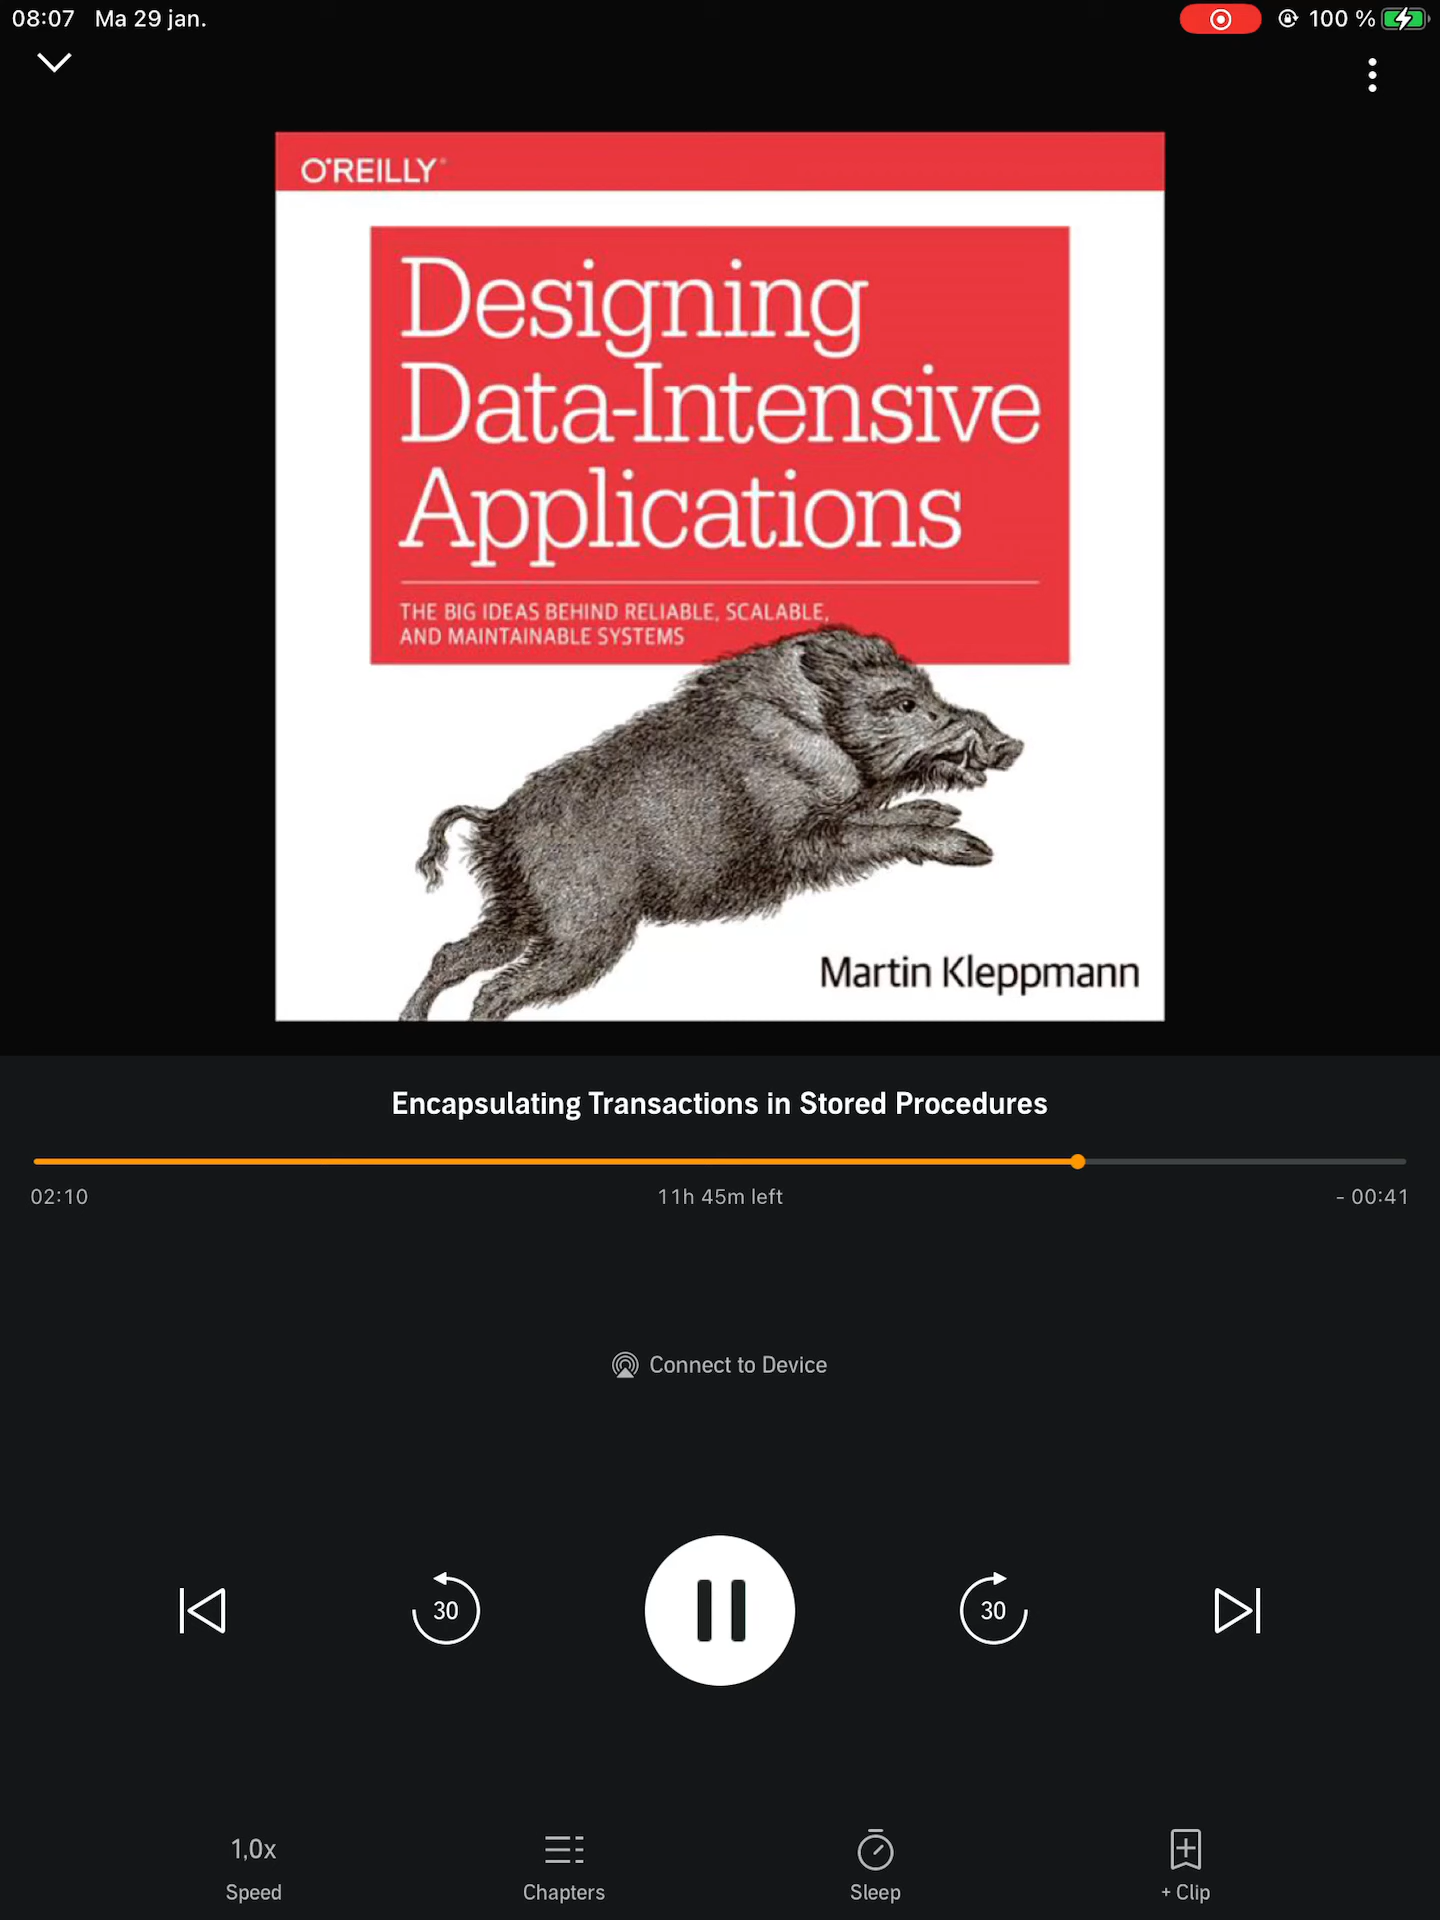 08:07 Ma 29 jan.
100 %
O'REILLY®
Designing
Data-Intensive
Applications
THE BIG IDEAS BEHIND RELIABLE, SCALABLE,
AND MAINTAINABLE SYSTEMS
Martin Kleppmann
Encapsulating Transactions in Stored Procedures
02:10 11h 45m left - 00:41
Connect to Device
30 30
1,0x
Speed Chapters Sleep + Clip